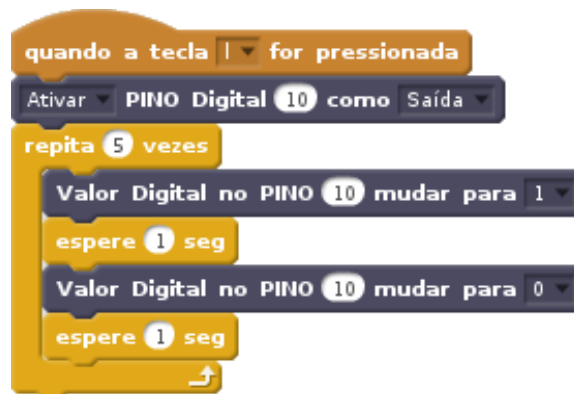 quando a tecla l for pressionada
Ativar PINO Digital 10 como Saída
repita 5 vezes
Valor Digital no PINO 10 mudar para 1
espere 1 seg
Valor Digital no PINO 10 mudar para 0
espere 1 seg